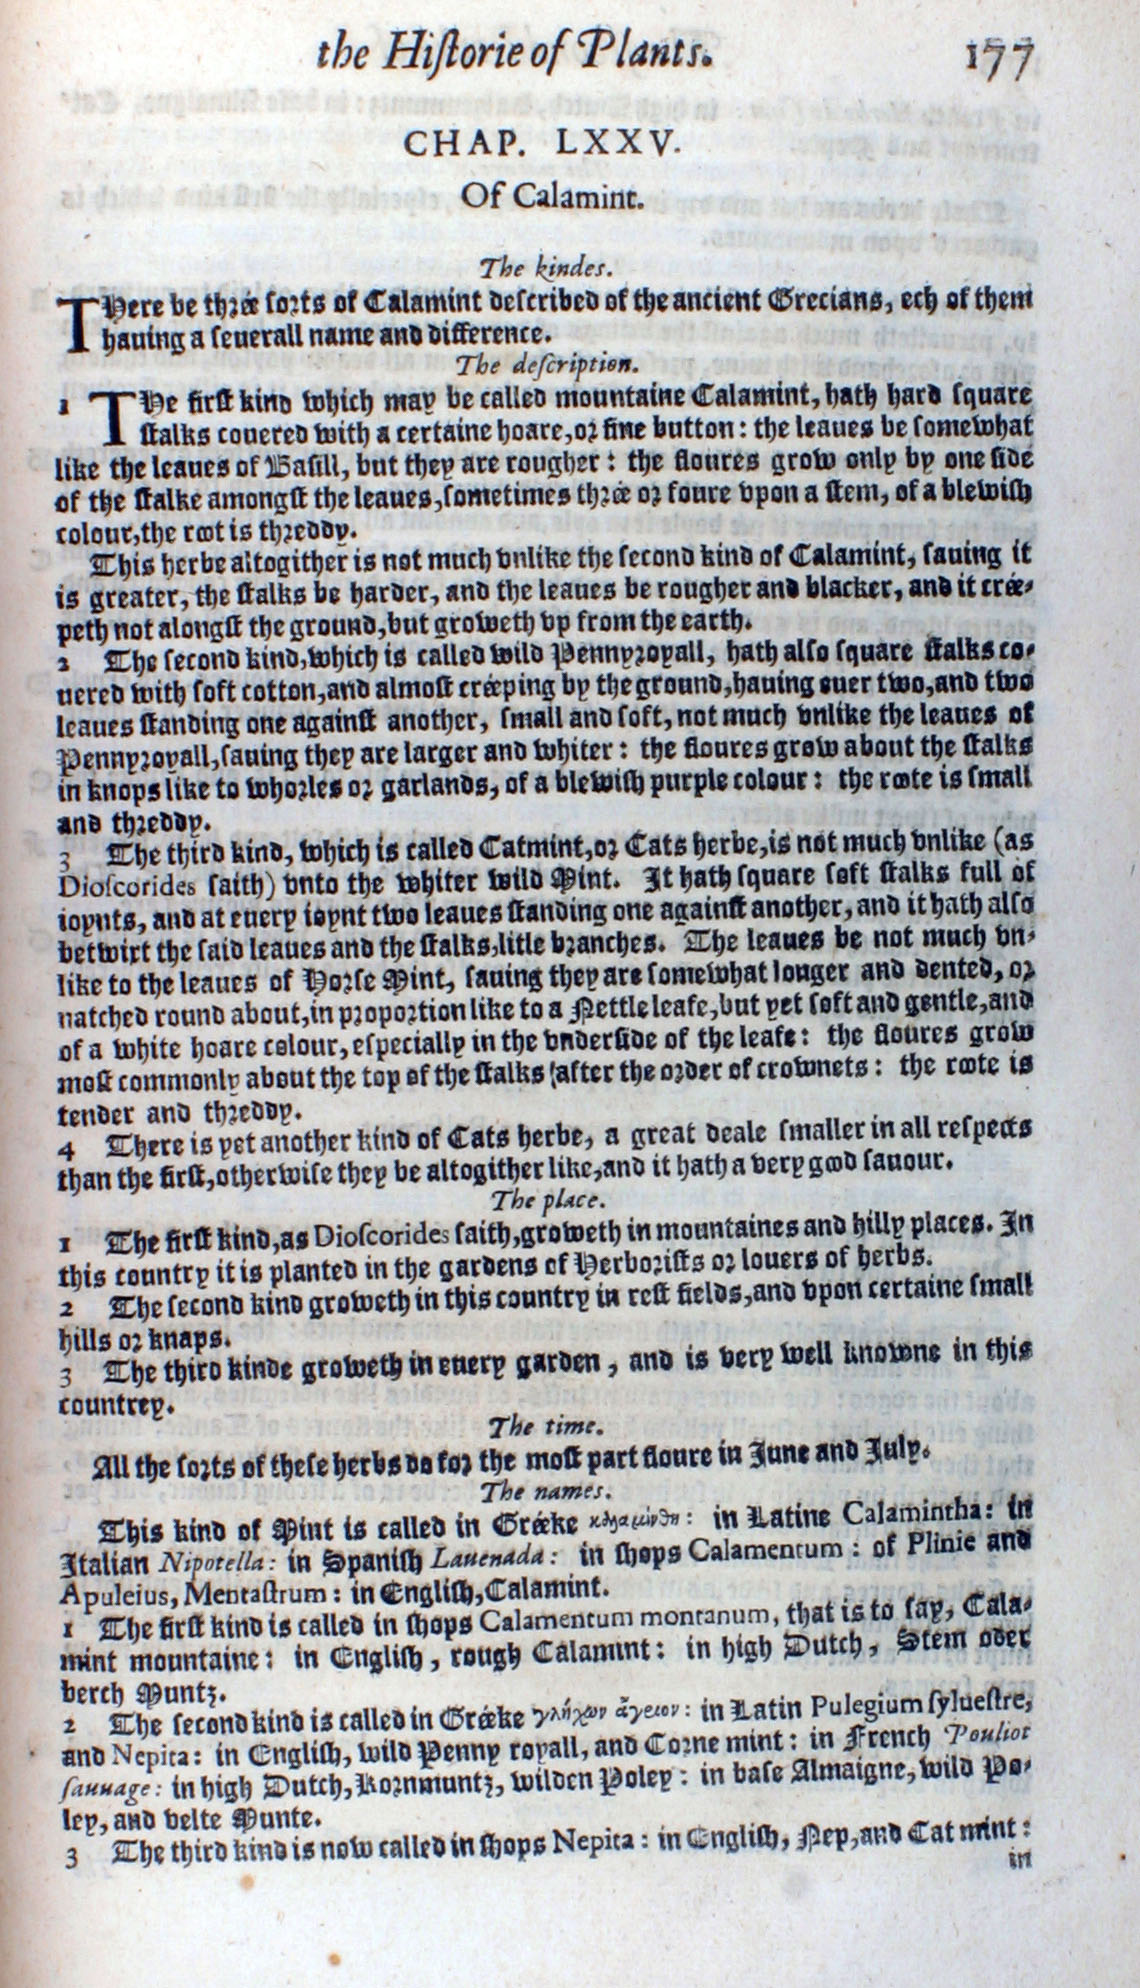 the Hiſtorie of Plants. 177
CHAP. LXXV.
Of Calamint.
The kindes.
THere be thrée ſorts of Calamint deſcribed of the ancient Grecians, ech of them
hauing a ſeuerall name and difference.
The deſcription.
1 THe firſt kind which may be called mountaine Calamint, hath hard ſquare
ſtalks couered with a certaine hoare, or fine button: the leaues be ſomewhat
like the leaues of Baſill, but they are rougher: the floures grow only by one ſide
of the ſtalke amongſt the leaues, ſometimes thrée or foure vpon a ſtem, of a blewiſh
colour, the root is threddy.
This herbe altogither is not much vnlike the ſecond kind of Calamint, ſauing it
is greater, the ſtalks be harder, and the leaues be rougher and blacker, and it crée-
peth not alongſt the ground, but groweth vp from the earth.
2 The ſecond kind, which is called wild Pennyroyall, hath alſo ſquare ſtalks co-
uered with ſoft cotton, and almoſt créeping by the ground, hauing euer two, and two
leaues ſtanding one againſt another, ſmall and ſoft, not much vnlike the leaues of
Pennyroyall, ſauing they are larger and whiter: the floures grow about the ſtalks
in knops like to whorles or garlands, of a blewiſh purple colour: the roote is ſmall
and threddy.
3 The third kind, which is called Catmint, or Cats herbe, is not much vnlike (as
Dioſcorides ſaith) vnto the whiter wild Mint. It hath ſquare ſoft ſtalks full of
ioynts, and at euery ioynt two leaues ſtanding one againſt another, and it hath alſo
betwixt the ſaid leaues and the ſtalks, litle branches. The leaues be not much vn-
like to the leaues of Horſe Mint, ſauing they are ſomewhat longer and dented, or
natched round about, in proportion like to a Nettle leafe, but yet ſoft and gentle, and
of a white hoare colour, eſpecially in the vnderſide of the leafe: the floures grow
moſt commonly about the top of the ſtalks after the order of crownets: the roote is
tender and threddy.
4 There is yet another kind of Cats herbe, a great deale ſmaller in all reſpects
than the firſt, otherwiſe they be altogither like, and it hath a very good ſauour.
The place.
1 The firſt kind, as Dioſcorides ſaith, groweth in mountaines and hilly places. In
this country it is planted in the gardens of Herboriſts or louers of herbs.
2 The ſecond kind groweth in this country in reſt fields, and vpon certaine ſmall
hills or knaps.
3 The third kinde groweth in euery garden, and is very well knowne in this
countrey.
The time.
All the ſorts of theſe herbs do for the moſt part floure in June and July.
The names.
This kind of Mint is called in Gréeke καλαμίνθη: in Latine Calamintha: in
Italian Nipotella: in Spaniſh Lauenada: in ſhops Calamentum: of Plinie and
Apuleius, Mentaſtrum: in Engliſh, Calamint.
1 The firſt kind is called in ſhops Calamentum montanum, that is to ſay, Cala-
mint mountaine: in Engliſh, rough Calamint: in high Dutch, Stem oder
berch Muntz.
2 The ſecond kind is called in Gréeke γλήχων ἄγειον: in Latin Pulegium ſylueſtre,
and Nepita: in Engliſh, wild Penny royall, and Corne mint: in French Pouliot
ſauuage: in high Dutch, Kornmuntz, wilden Poley: in baſe Almaigne, wild Po-
ley, and velte Munte.
3 The third kind is now called in ſhops Nepita: in Engliſh, Nep, and Cat mint:
in